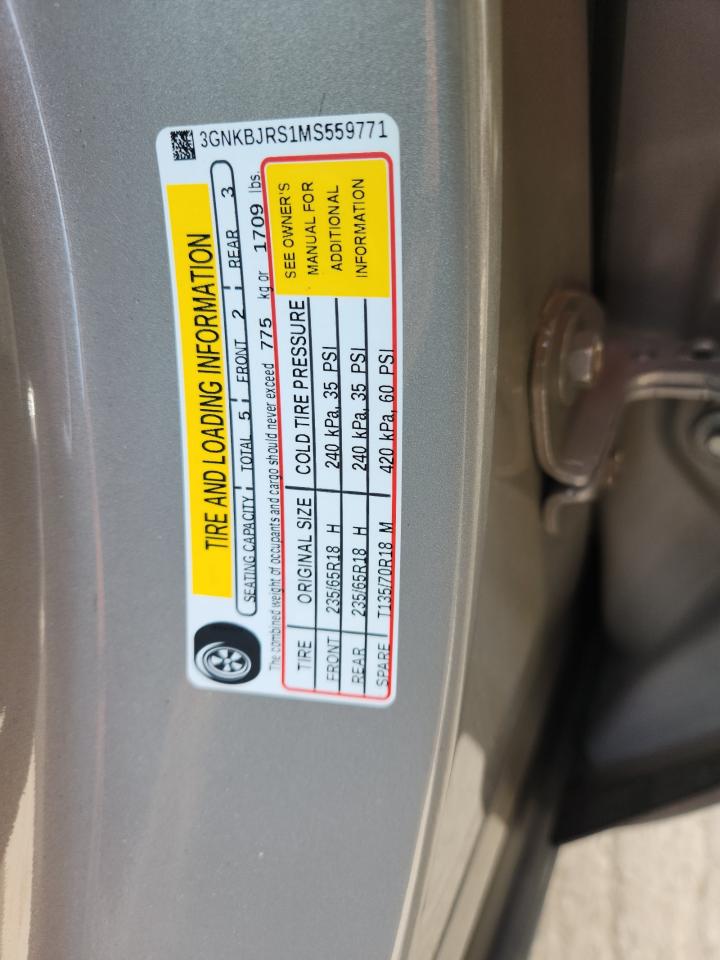 3GNKBJRS1MS559771
TIRE AND LOADING INFORMATION
SEATING CAPACITY TOTAL 5 FRONT 2 REAR 3
The combined weight of occupants and cargo should never exceed 775 kg or 1709 lbs.
TIRE ORIGINAL SIZE COLD TIRE PRESSURE
FRONT 235/65R18 H 240 kPa, 35 PSI
REAR 235/65R18 H 240 kPa, 35 PSI
SPARE T135/70R18 M 420 kPa, 60 PSI
SEE OWNER'S
MANUAL FOR
ADDITIONAL
INFORMATION